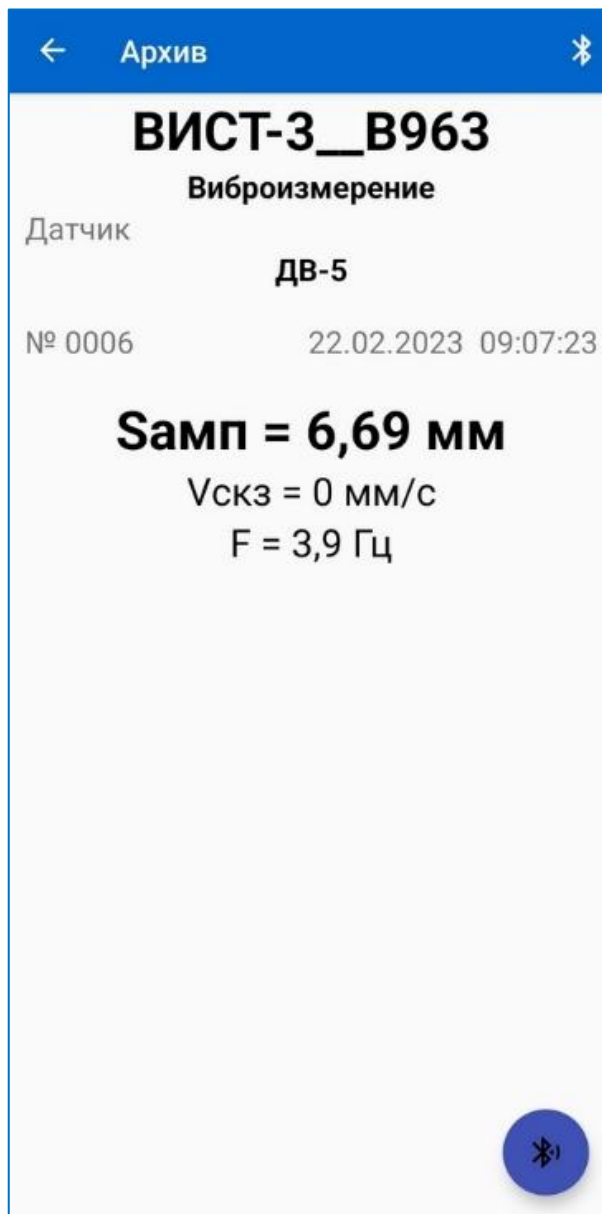 Архив
ВИСТ-3__B963
Виброизмерение
Датчик
ДВ-5
№ 0006 22.02.2023 09:07:23
Sамп = 6,69 мм
Vскз = 0 мм/с
F = 3,9 Гц